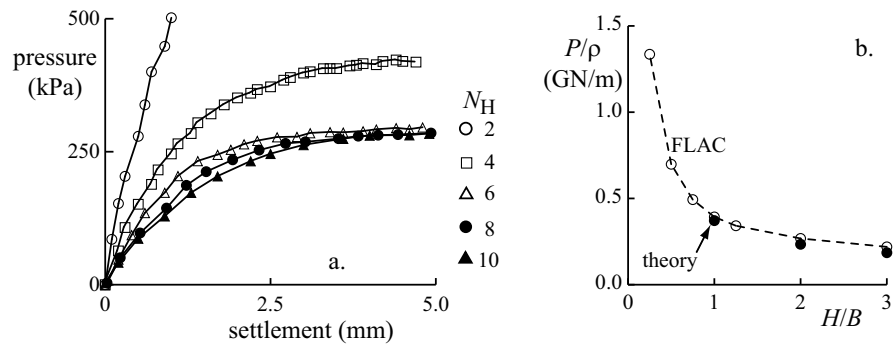 500
pressure
(kPa)
250
0
0
2.5
5.0
settlement (mm)
a.
N_H
2
4
6
8
10
b.
P/ρ
(GN/m)
1.5
1.0
0.5
0.0
FLAC
theory
0
1
2
3
H/B